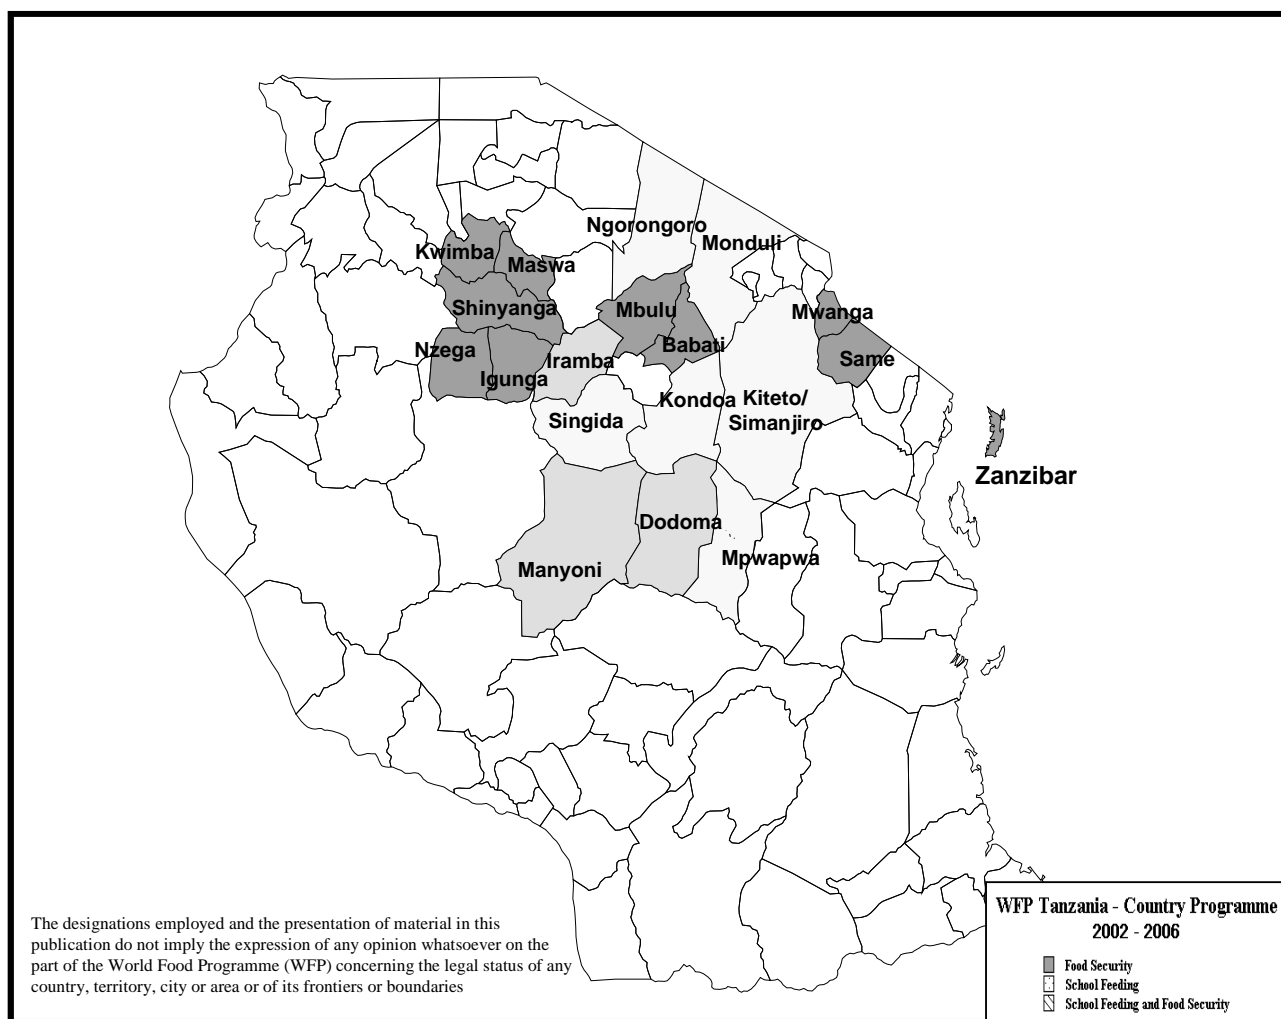 Ngorongoro
Monduli
Kwimba
Maswa
Shinyanga
Mbulu
Mwanga
Nzega
Iramba
Babati
Same
Igunga
Kondoa
Kiteto/
Simanjiro
Singida
Zanzibar
Dodoma
Mpwapwa
Manyoni
The designations employed and the presentation of material in this
publication do not imply the expression of any opinion whatsoever on the
part of the World Food Programme (WFP) concerning the legal status of any
country, territory, city or area or of its frontiers or boundaries
WFP Tanzania - Country Programme
2002 - 2006
Food Security
School Feeding
School Feeding and Food Security